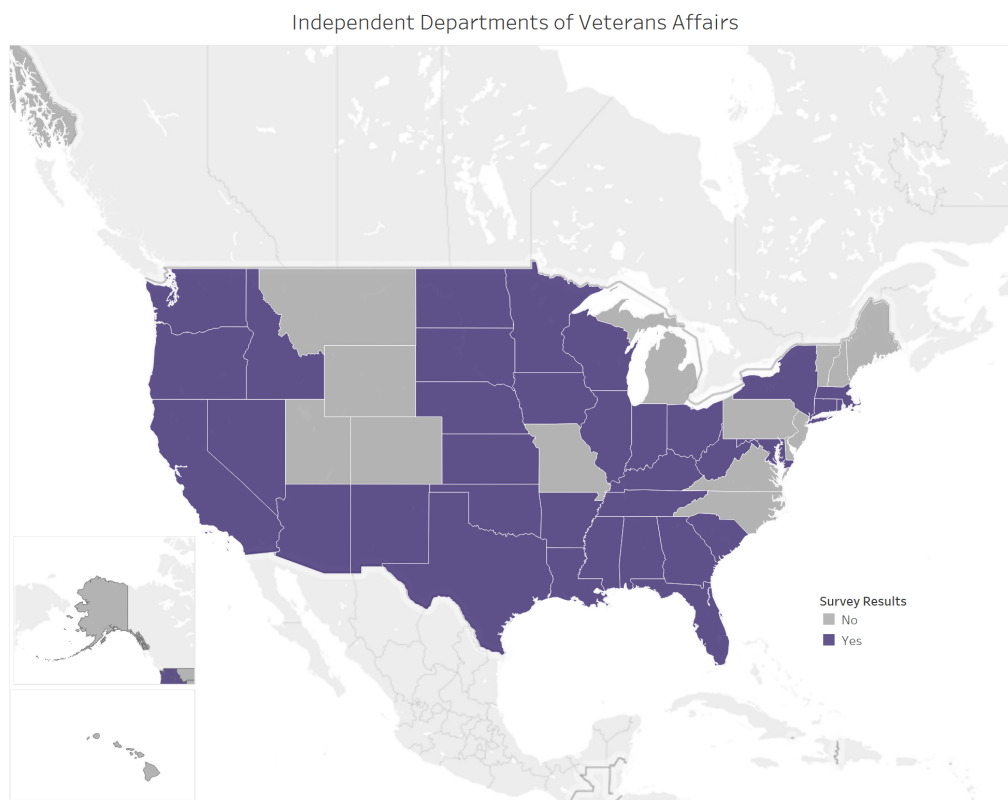 Independent Departments of Veterans Affairs
Survey Results
No
Yes